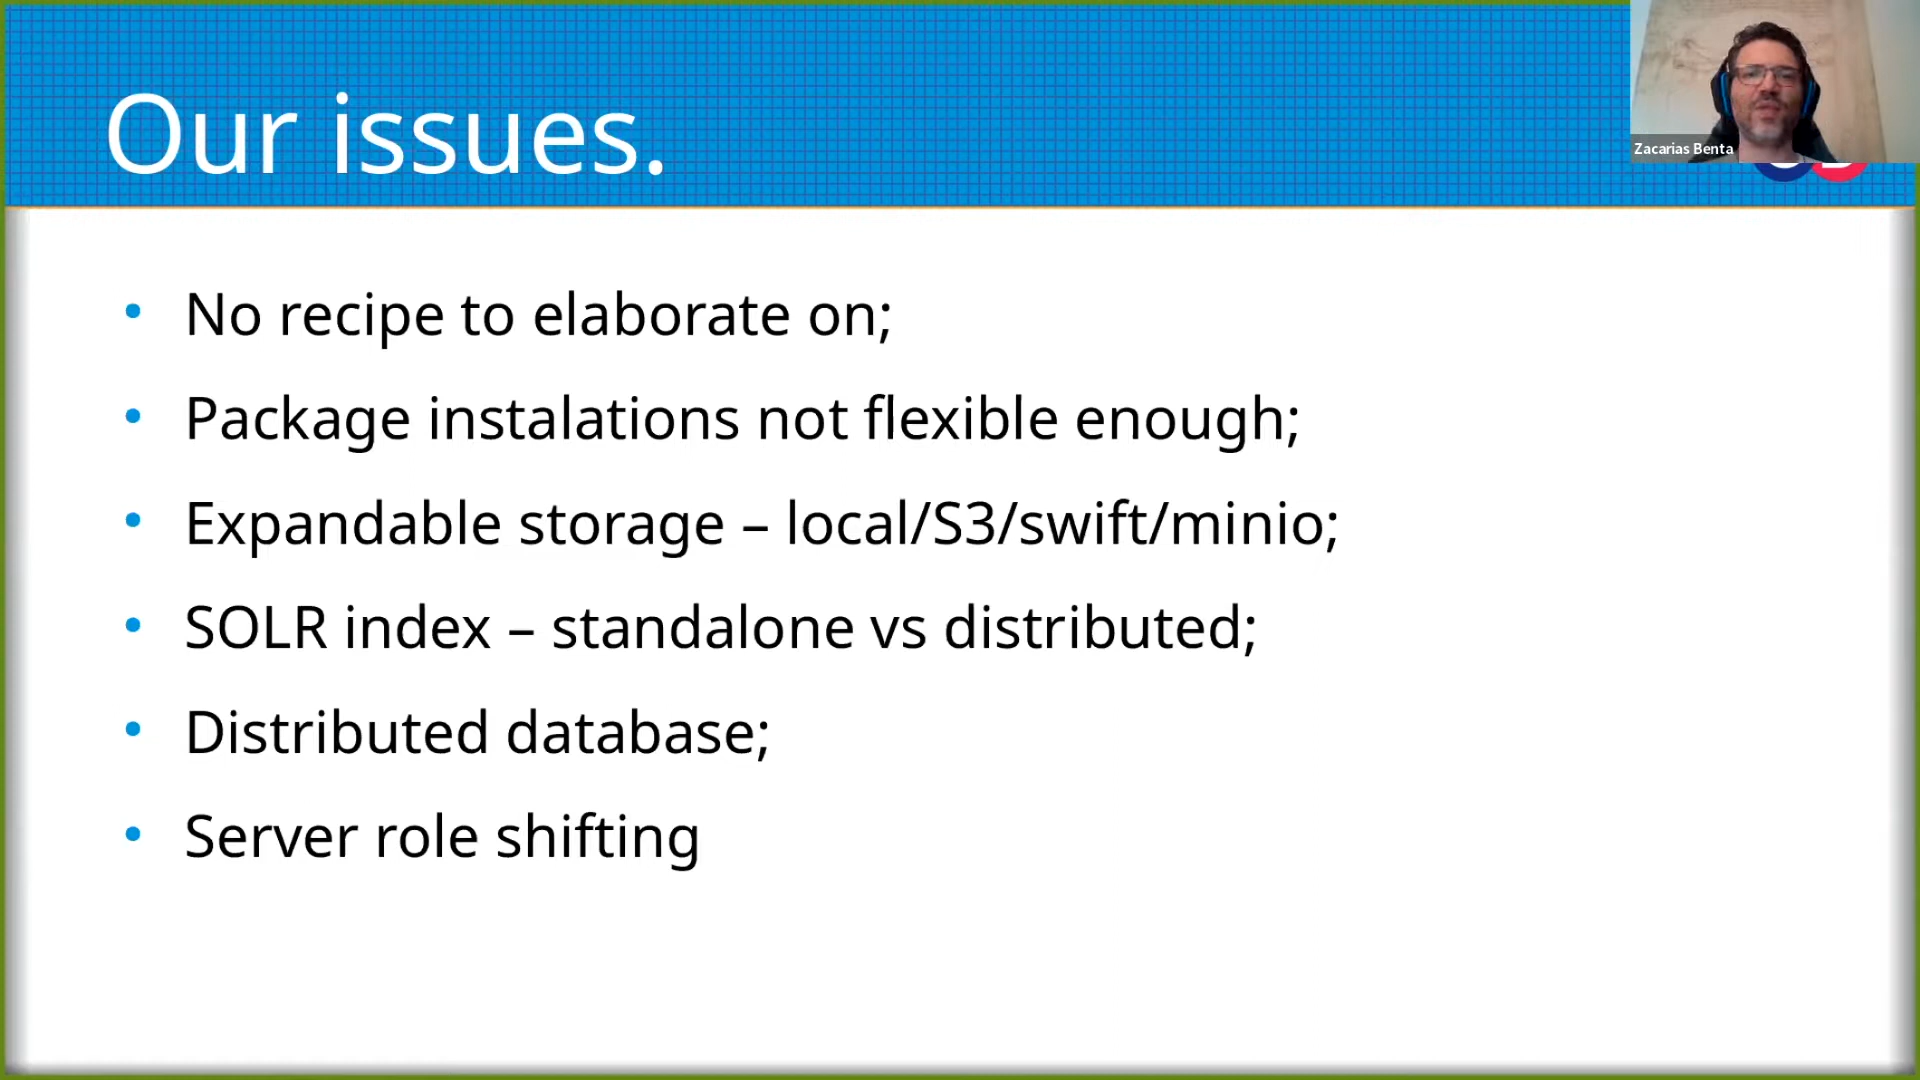 Our issues.
Zacarias Benta
No recipe to elaborate on;
Package instalations not flexible enough;
Expandable storage – local/S3/swift/minio;
SOLR index – standalone vs distributed;
Distributed database;
Server role shifting